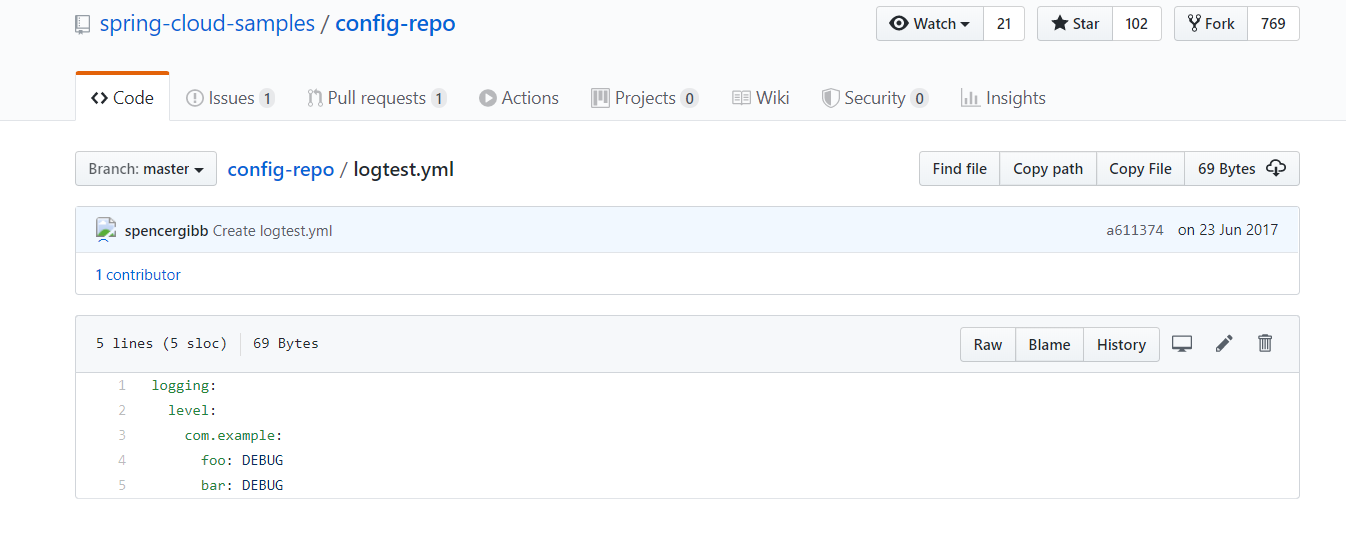 spring-cloud-samples / config-repo
Watch 21 Star 102 Fork 769
Code Issues 1 Pull requests 1 Actions Projects 0 Wiki Security 0 Insights
Branch: master config-repo / logtest.yml Find file Copy path Copy File 69 Bytes
spencergibb Create logtest.yml a611374 on 23 Jun 2017
1 contributor
5 lines (5 sloc) 69 Bytes Raw Blame History
1 logging:
2 level:
3 com.example:
4 foo: DEBUG
5 bar: DEBUG